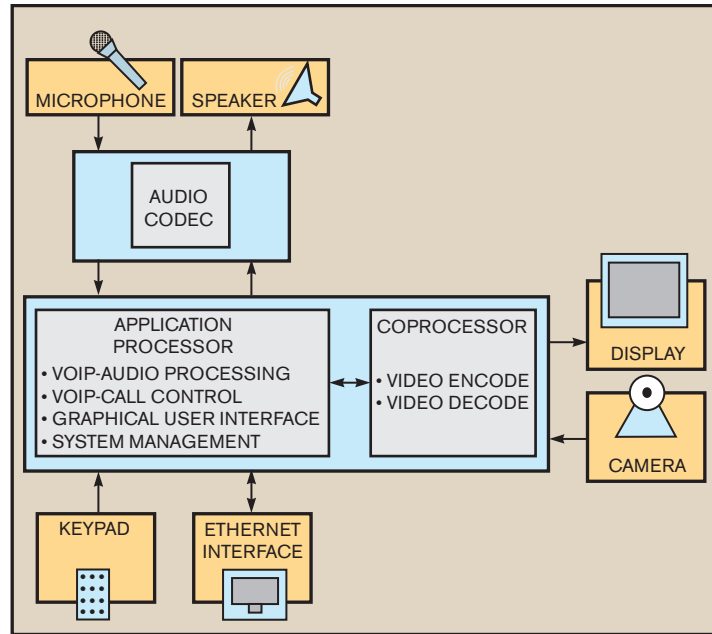 MICROPHONE
SPEAKER
AUDIO
CODEC
APPLICATION
PROCESSOR
• VOIP-AUDIO PROCESSING
• VOIP-CALL CONTROL
• GRAPHICAL USER INTERFACE
• SYSTEM MANAGEMENT
COPROCESSOR
• VIDEO ENCODE
• VIDEO DECODE
DISPLAY
CAMERA
KEYPAD
ETHERNET
INTERFACE